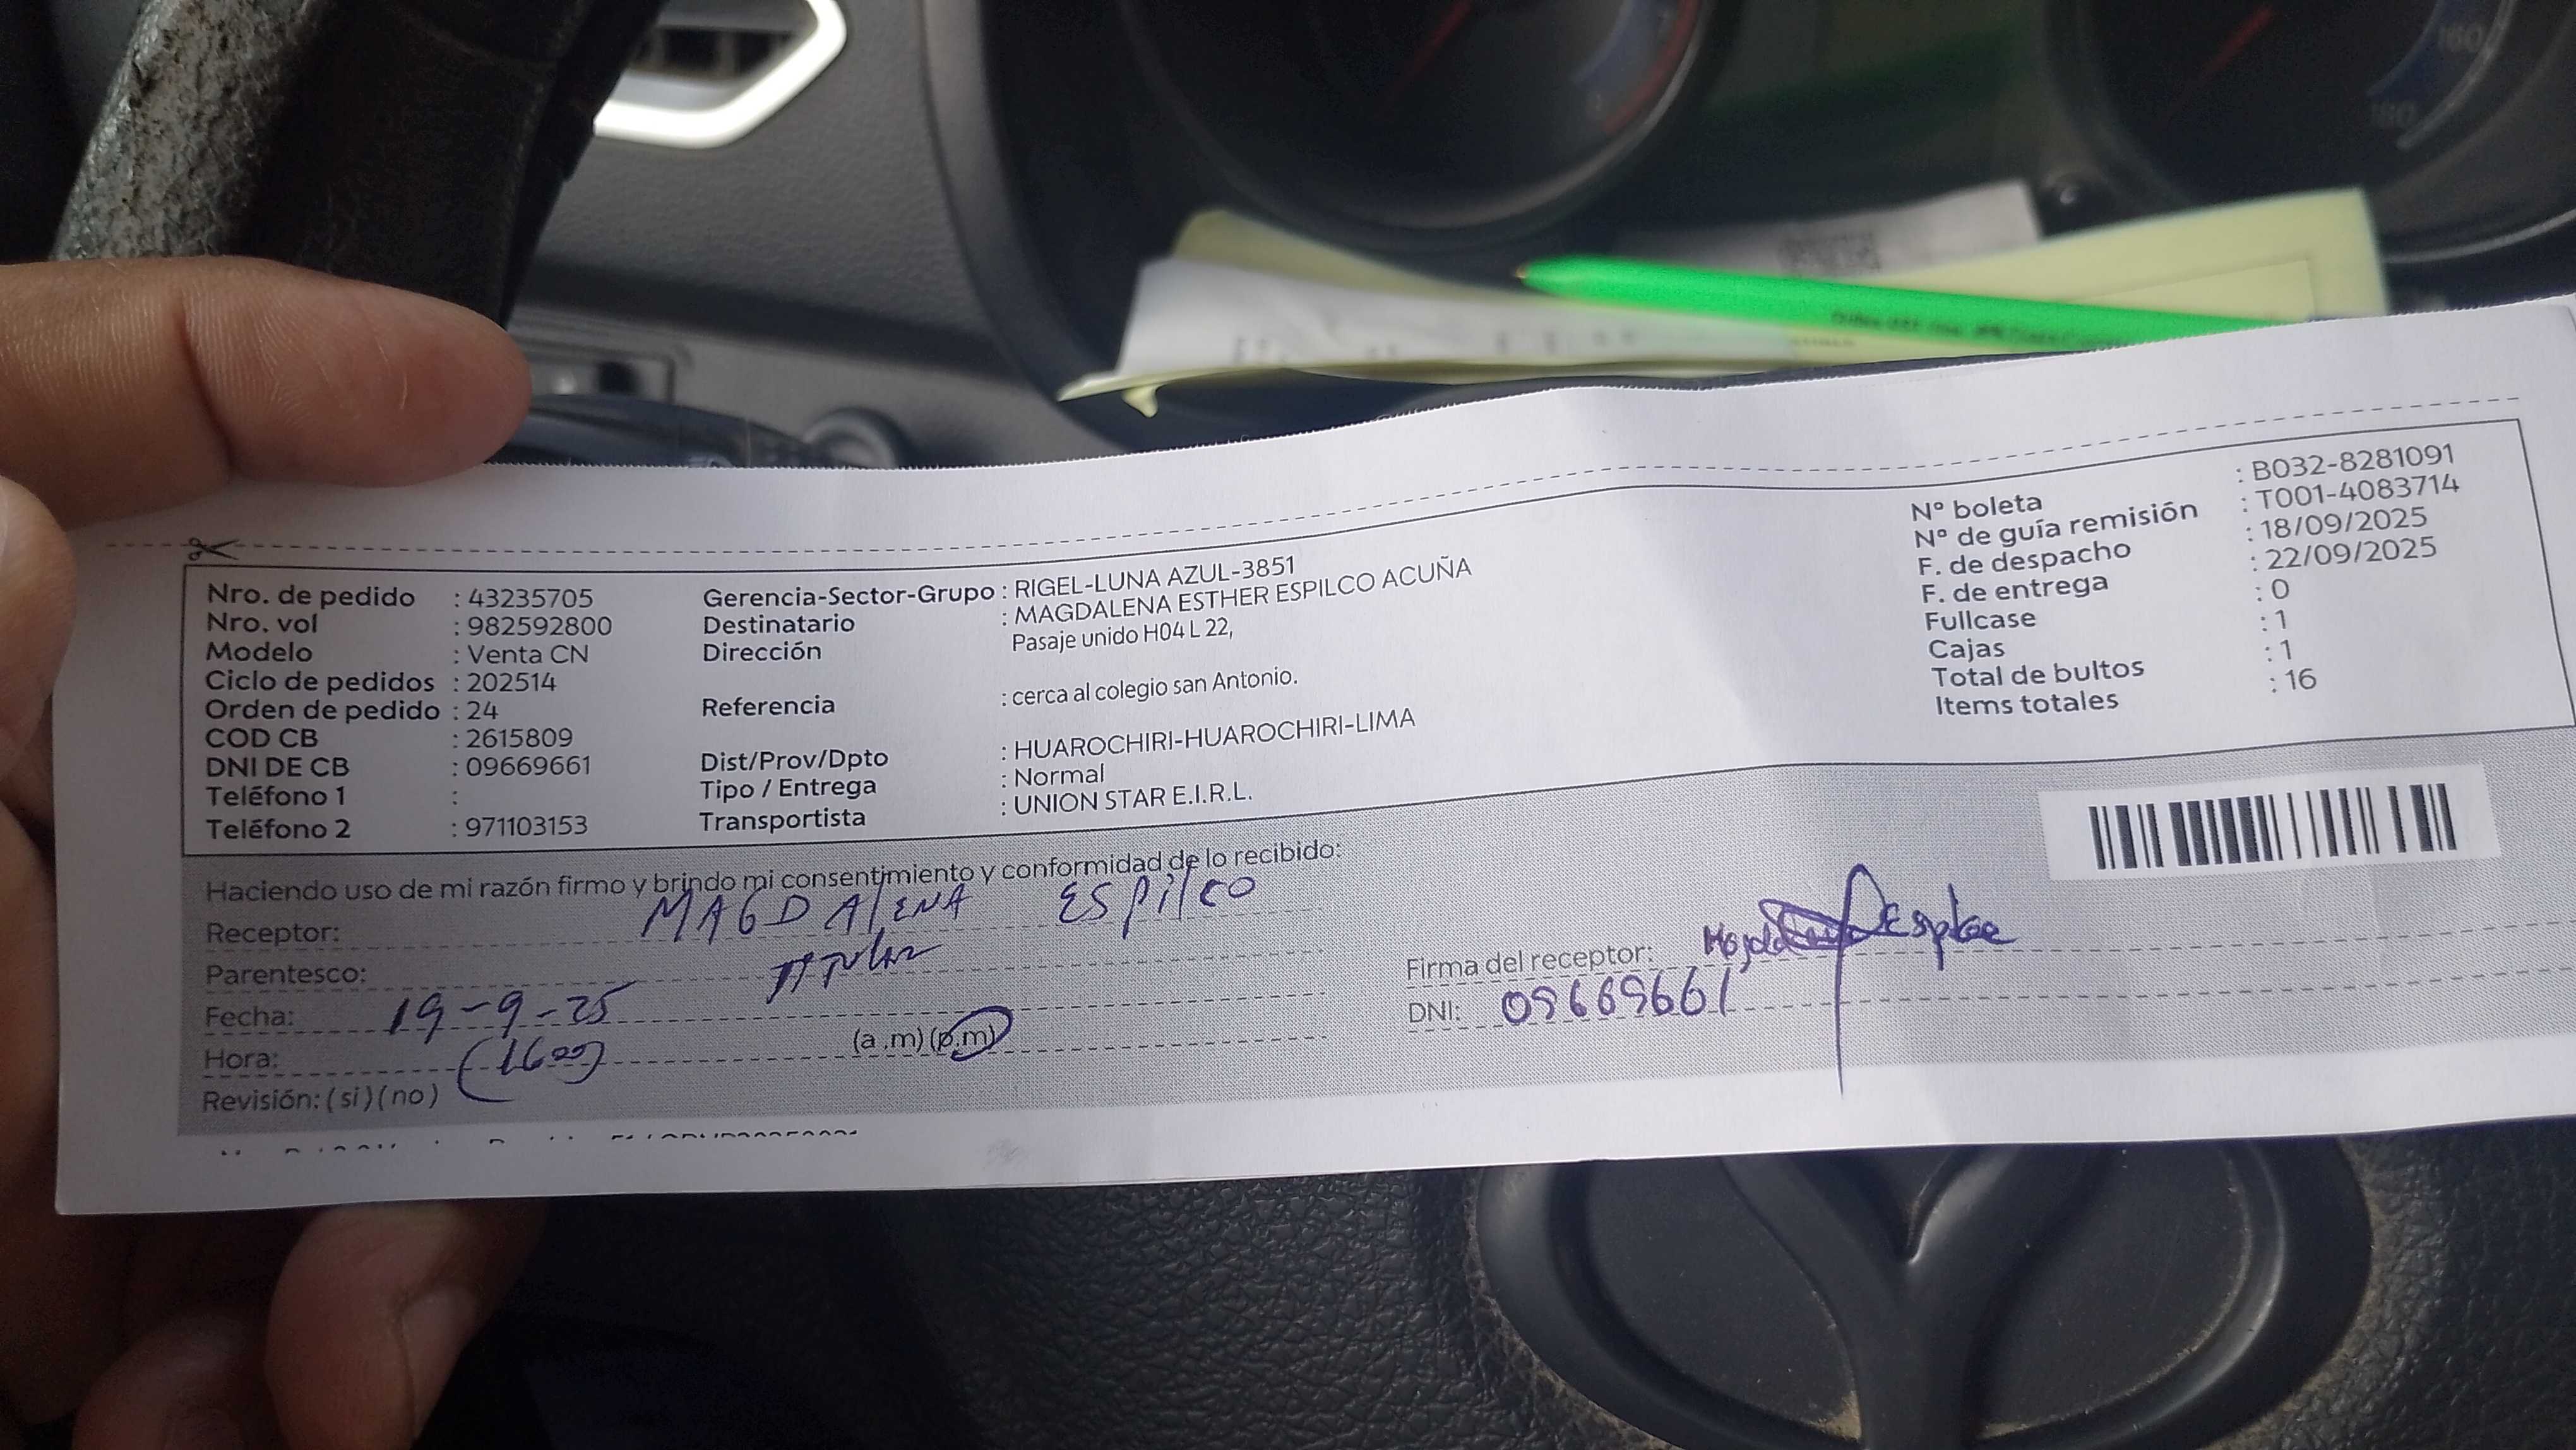 Nro. de pedido : 43235705
Nro. vol : 982592800
Modelo : Venta CN
Ciclo de pedidos : 202514
Orden de pedido : 24
COD CB : 2615809
DNI DE CB : 09669661
Teléfono 1 :
Teléfono 2 : 971103153
Gerencia-Sector-Grupo : RIGEL-LUNA AZUL-3851
Destinatario : MAGDALENA ESTHER ESPILCO ACUÑA
Dirección Pasaje unido H04 L 22,
Referencia : cerca al colegio san Antonio.
Dist/Prov/Dpto : HUAROCHIRI-HUAROCHIRI-LIMA
Tipo / Entrega : Normal
Transportista : UNION STAR E.I.R.L.
Nº boleta : B032-8281091
Nº de guía remisión : T001-4083714
F. de despacho : 18/09/2025
F. de entrega : 22/09/2025
Fullcase : 0
Cajas : 1
Total de bultos : 1
Items totales : 16
Haciendo uso de mi razón firmo y brindo mi consentimiento y conformidad de lo recibido:
Receptor: MAGDAlENA ESPilCO
Parentesco: TiTular
Fecha: 19-9-25
Hora: (1600) (a .m) (p.m)
Revisión: (si) (no)
Firma del receptor: Espilco
DNI: 09669661
160
180